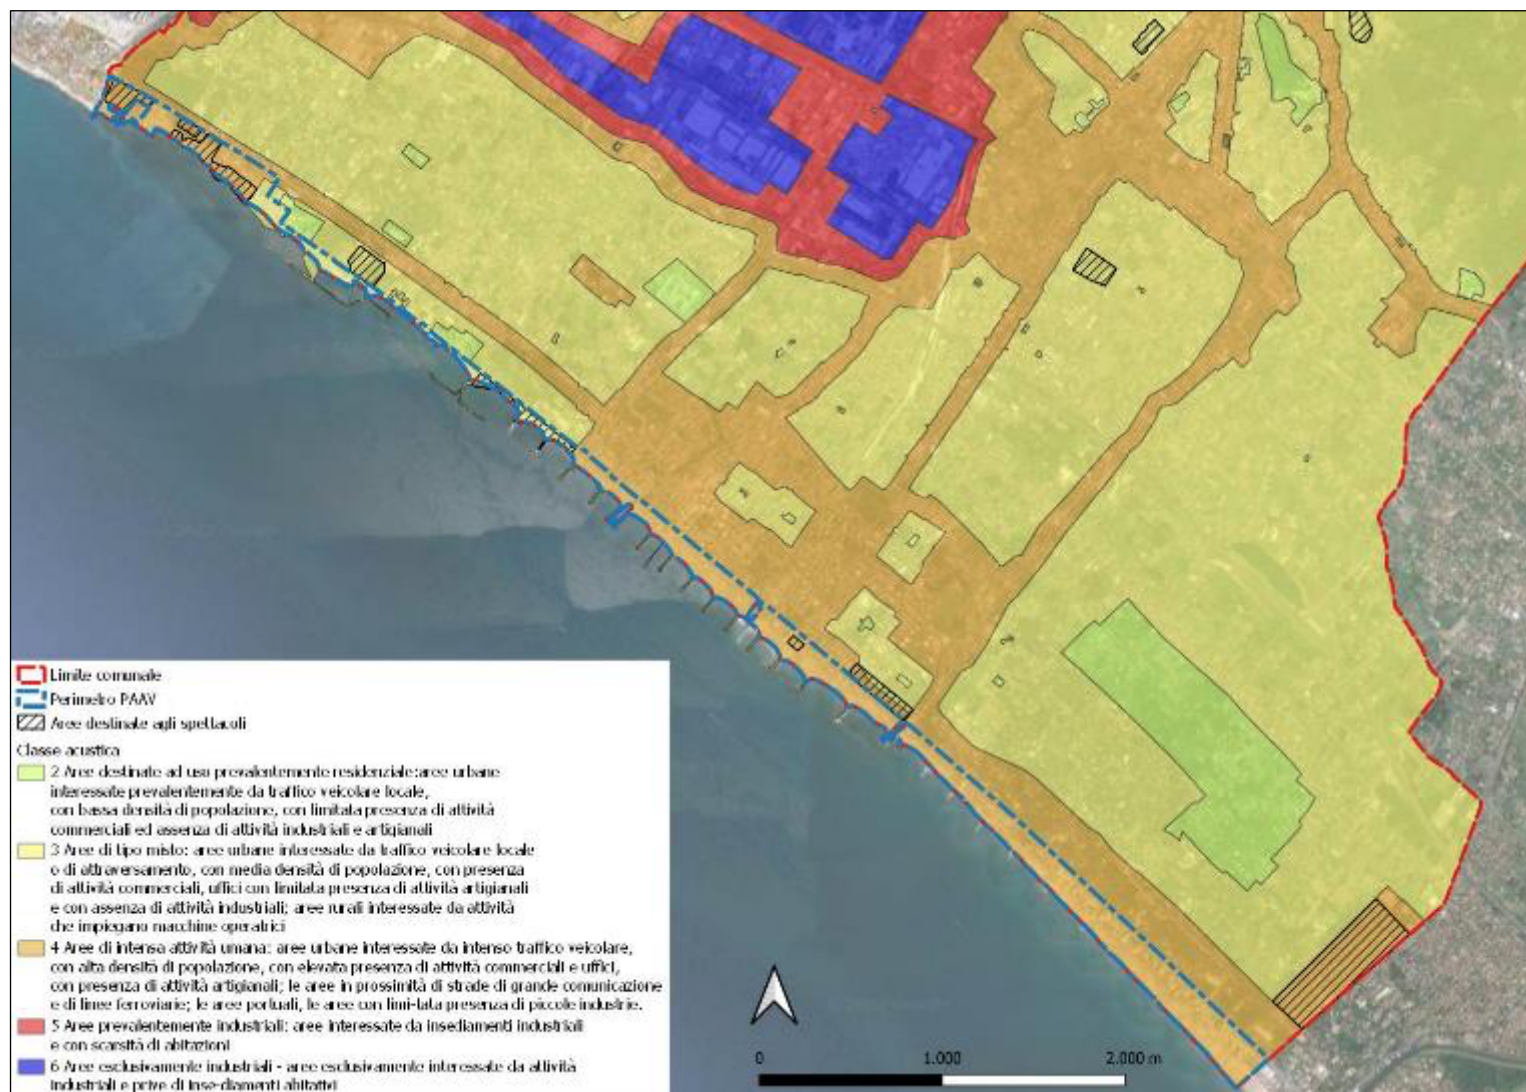 Limite comunale
Perimetro PAAV
Aree destinate agli spettacoli
Classe acustica
2 Aree destinate ad uso prevalentemente residenziale:aree urbane
interessate prevalentemente da traffico veicolare locale,
con bassa densità di popolazione, con limitata presenza di attività
commerciali ed assenza di attività industriali e artigianali
3 Aree di tipo misto: aree urbane interessate da traffico veicolare locale
o di attraversamento, con media densità di popolazione, con presenza
di attività commerciali, uffici con limitata presenza di attività artigianali
e con assenza di attività industriali; aree rurali interessate da attività
che impiegano macchine operatrici
4 Aree di intensa attività umana: aree urbane interessate da intenso traffico veicolare,
con alta densità di popolazione, con elevata presenza di attività commerciali e uffici,
con presenza di attività artigianali; le aree in prossimità di strade di grande comunicazione
e di linee ferroviarie; le aree portuali, le aree con limi-tata presenza di piccole industrie.
5 Aree prevalentemente industriali: aree interessate da insediamenti industriali
e con scarsità di abitazioni
6 Aree esclusivamente industriali - aree esclusivamente interessate da attività
industriali e prive di inse-diamenti abitativi
0 1.000 2.000 m